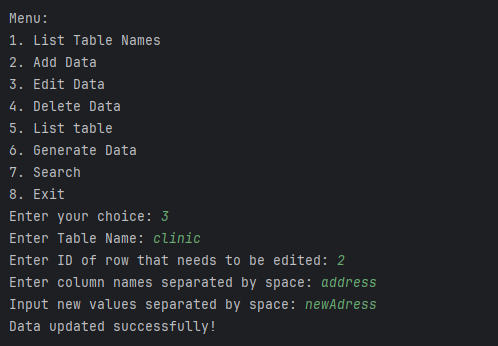 Menu:
1. List Table Names
2. Add Data
3. Edit Data
4. Delete Data
5. List table
6. Generate Data
7. Search
8. Exit
Enter your choice: 3
Enter Table Name: clinic
Enter ID of row that needs to be edited: 2
Enter column names separated by space: address
Input new values separated by space: newAdress
Data updated successfully!